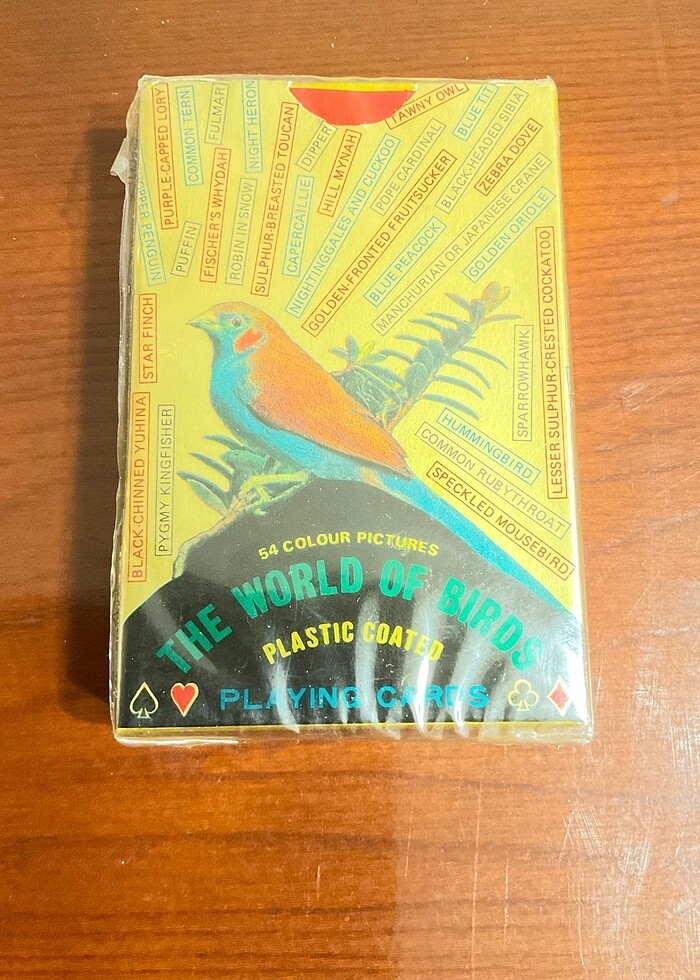 PURPLE-CAPPED LORY
COMMON TERN
FULMAR
NIGHT HERON
TAWNY OWL
BLUE TIT
PENGUIN
PUFFIN
FISCHER'S WHYDAH
ROBIN IN SNOW
SULPHUR-BREASTED TOUCAN
DIPPER
CAPERCAILLIE
HILL MYNAH
NIGHTINGGALES AND CUCKOO
POPE CARDINAL
GOLDEN-FRONTED FRUITSUCKER
BLACK-HEADED SIBIA
ZEBRA DOVE
BLUE PEACOCK
MANCHURIAN OR JAPANESE CRANE
GOLDEN ORIOLE
STAR FINCH
SPARROWHAWK
LESSER SULPHUR-CRESTED COCKATOO
BLACK-CHINNED YUHINA
PYGMY KINGFISHER
HUMMINGBIRD
COMMON RUBYTHROAT
SPECKLED MOUSEBIRD
54 COLOUR PICTURES
THE WORLD OF BIRDS
PLASTIC COATED
PLAYING CARDS